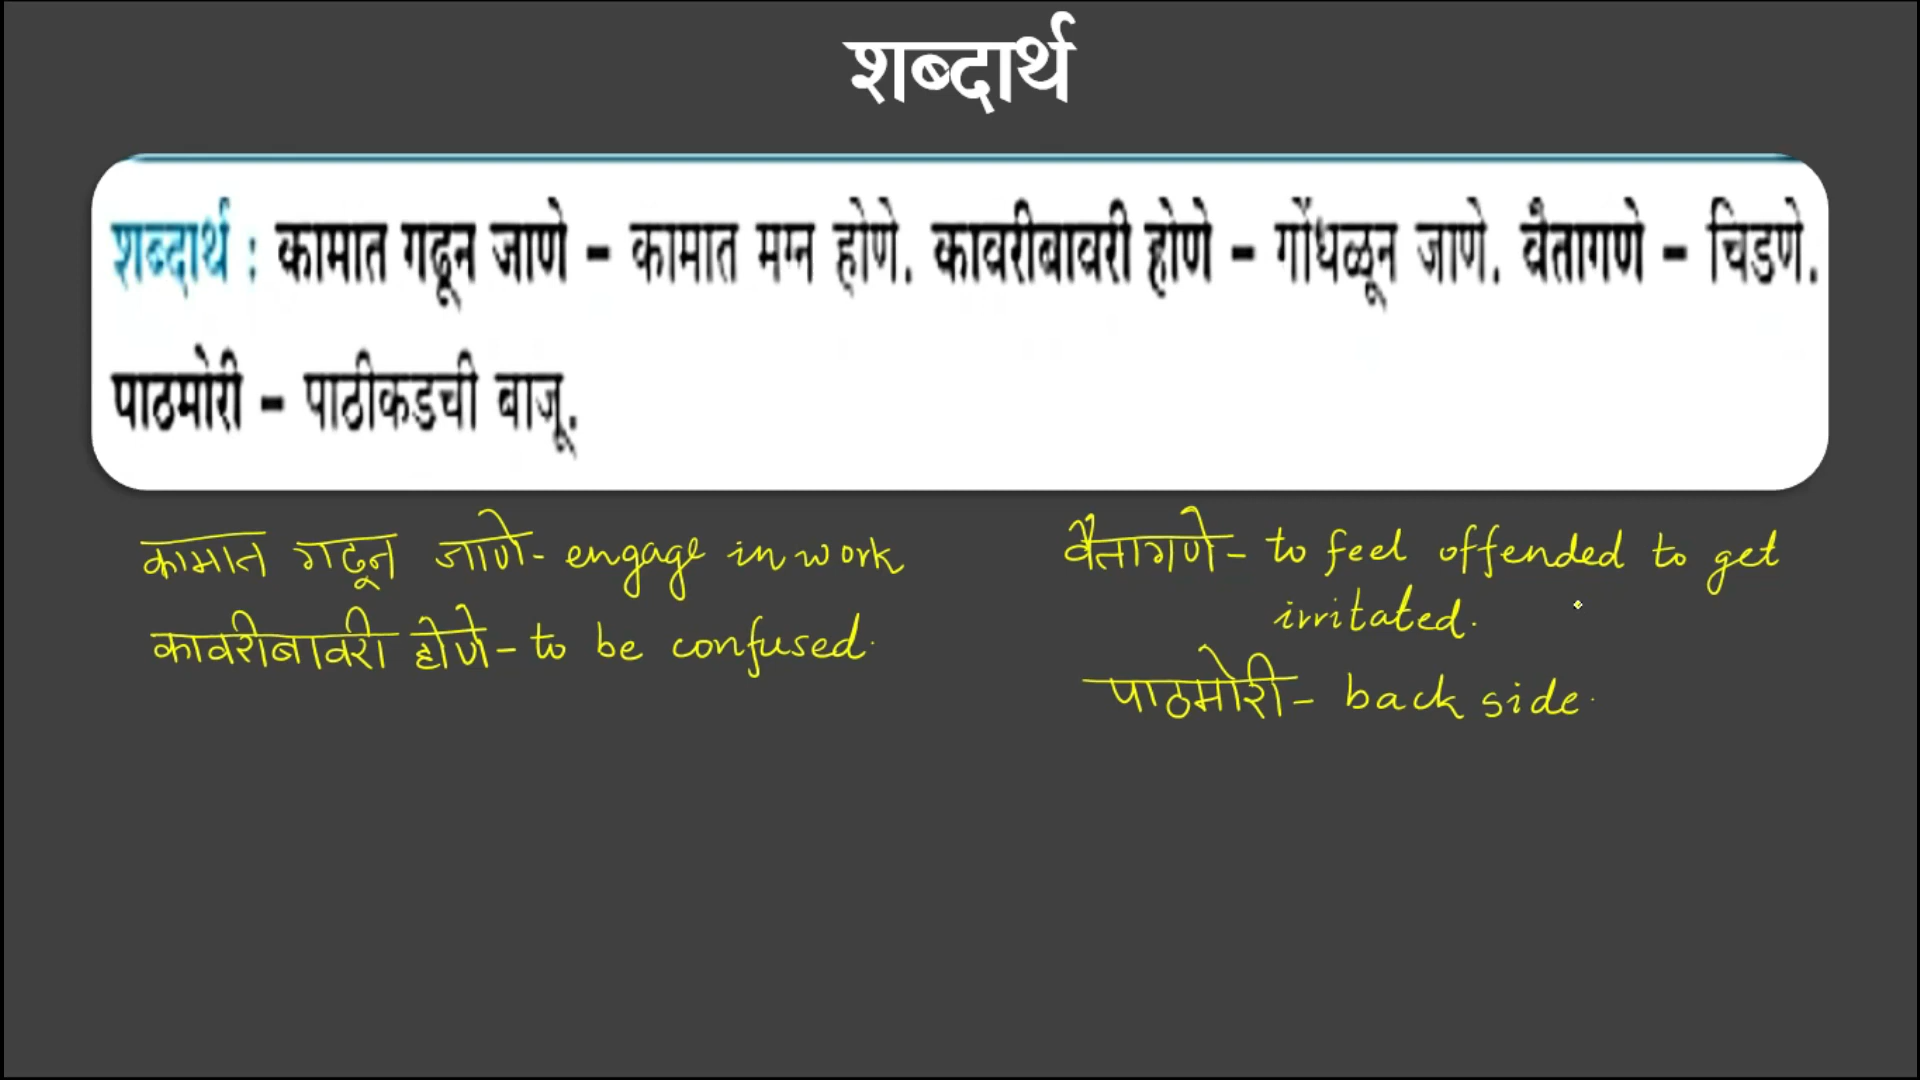 शब्दार्थ
शब्दार्थ : कामात गढून जाणे – कामात मग्न होणे. कावरीबावरी होणे – गोंधळून जाणे. वैतागणे – चिडणे.
पाठमोरी – पाठीकडची बाजू.
कामात गढून जाणे - engage in work
कावरीबावरी होणे - to be confused.
वैतागणे - to feel offended to get
irritated.
पाठमोरी - back side.